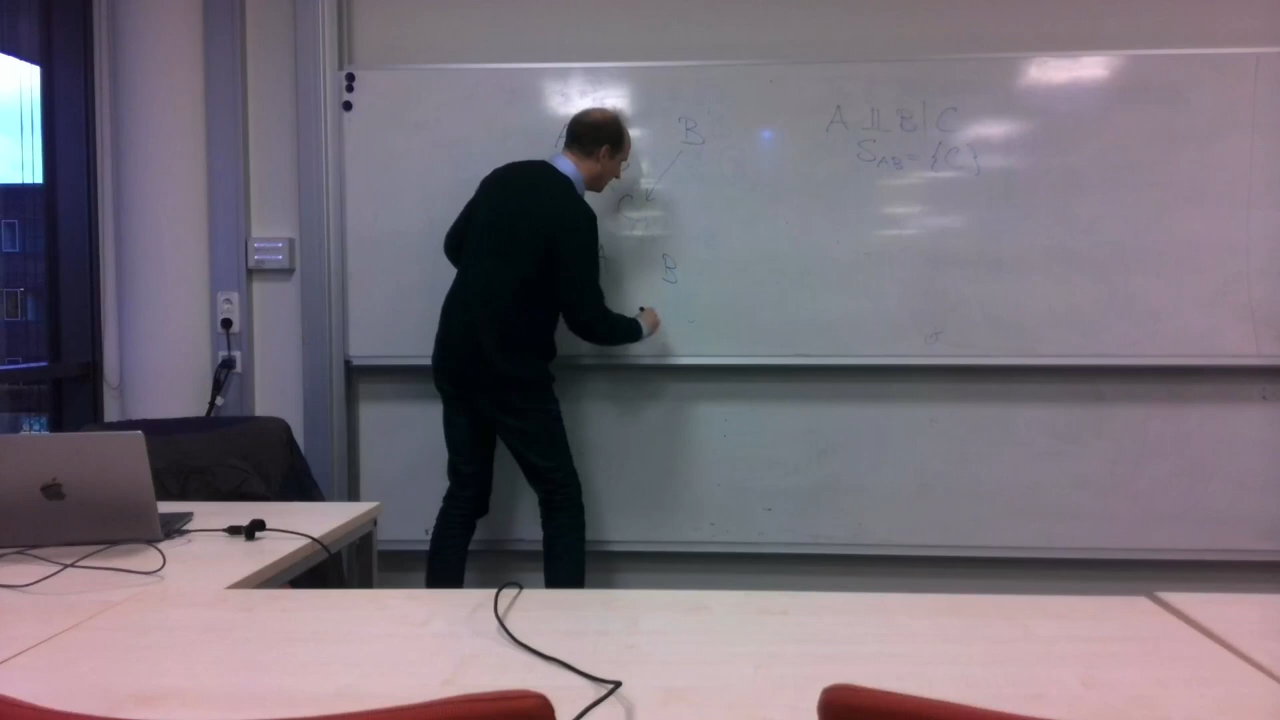 A B
C
A B
A ⫫ B | C
S_AB = {C}